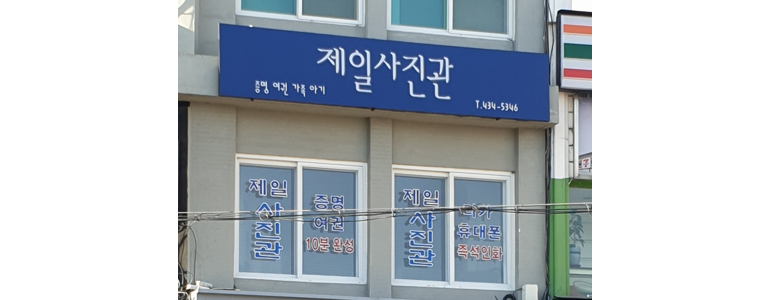 제일사진관
증명 여권 가족 아기
T.434-5346
제일
사진관
증명
여권
10분 완성
제일
사진관
휴대폰
즉석인화